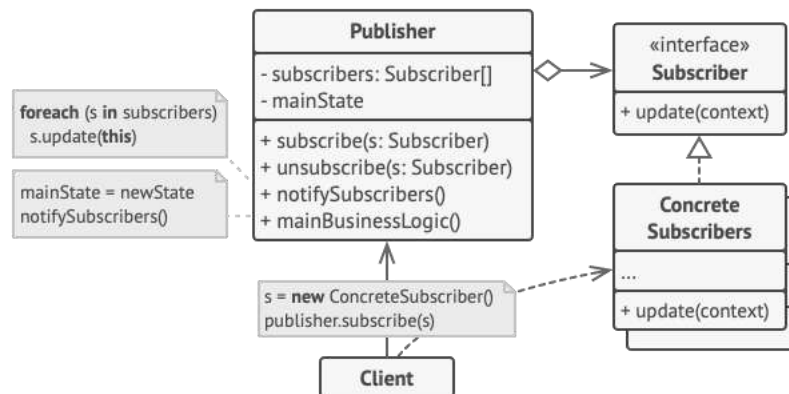 Publisher
- subscribers: Subscriber[]
- mainState
+ subscribe(s: Subscriber)
+ unsubscribe(s: Subscriber)
+ notifySubscribers()
+ mainBusinessLogic()
«interface»
Subscriber
+ update(context)
foreach (s in subscribers)
s.update(this)
mainState = newState
notifySubscribers()
Concrete
Subscribers
...
+ update(context)
s = new ConcreteSubscriber()
publisher.subscribe(s)
Client